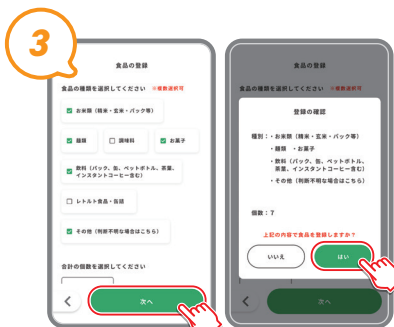 3
食品の登録
食品の種類を選択してください ※複数選択可
お米類（精米・玄米・パック等）
麺類 調味料 お菓子
飲料（パック、缶、ペットボトル、茶葉、
インスタントコーヒー含む）
レトルト食品・缶詰
その他（判断不明な場合はこちら）
合計の個数を選択してください
次へ
食品の登録
食品の種類を選択してください ※複数選択可
登録の確認
種別：・お米類（精米・玄米・パック等）
・麺類 ・お菓子
・飲料（パック、缶、ペットボトル、
茶葉、インスタントコーヒー含む）
・その他（判断不明な場合はこちら）
個数：7
上記の内容で食品を登録しますか？
いいえ はい
次へ